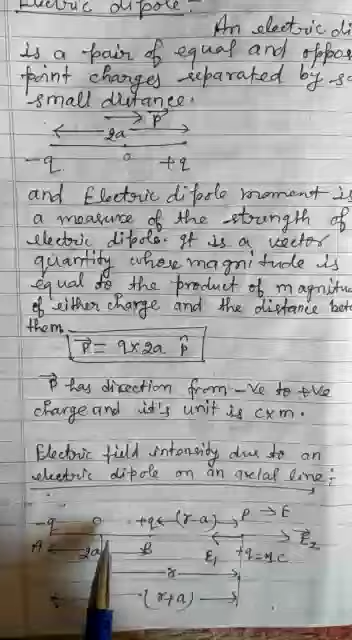 Electric dipole:
An electric di
is a pair of equal and oppos
point charges separated by so
small distance.
P
2a
-q o +q
and Electric dipole moment is
a measure of the strength of
electric dipole. It is a vector
quantity whose magnitude is
equal to the product of magnitu
of either charge and the distance betw
them.
P = q×2a p̂
P has direction from -ve to +ve
charge and it's unit is c×m.
Electric field intensity due to an
electric dipole on an axial line:
-q o +q (r-a) P E
A 2a B E₁ +q=1C E₂
r
(r+a)